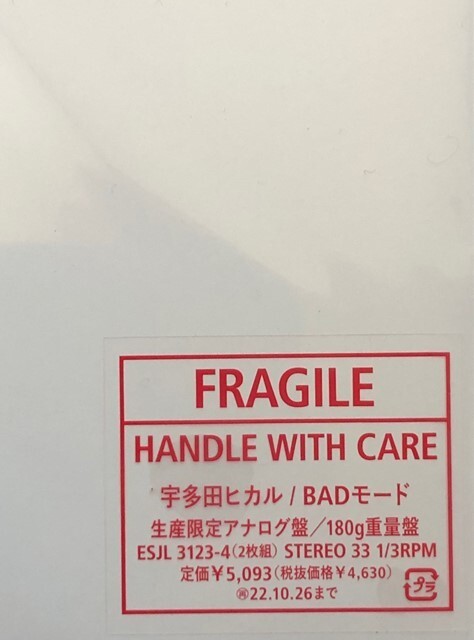 FRAGILE
HANDLE WITH CARE
宇多田ヒカル / BADモード
生産限定アナログ盤／180g重量盤
ESJL 3123-4(2枚組) STEREO 33 1/3RPM
定価￥5,093(税抜価格￥4,630)
㋐22.10.26まで
プラ